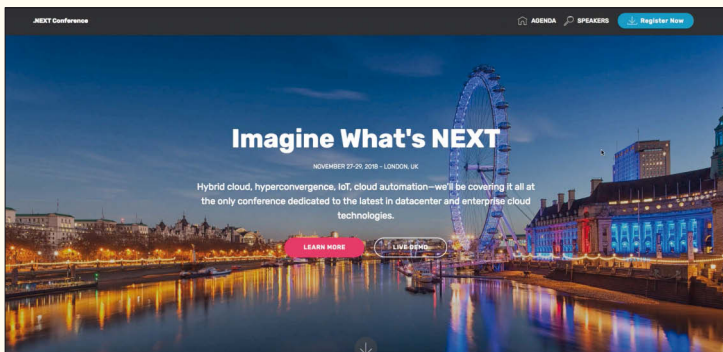 .NEXT Conference
AGENDA
SPEAKERS
Register Now
Imagine What's NEXT
NOVEMBER 27-29, 2018 – LONDON, UK
Hybrid cloud, hyperconvergence, IoT, cloud automation—we'll be covering it all at
the only conference dedicated to the latest in datacenter and enterprise cloud
technologies.
LEARN MORE
LIVE DEMO